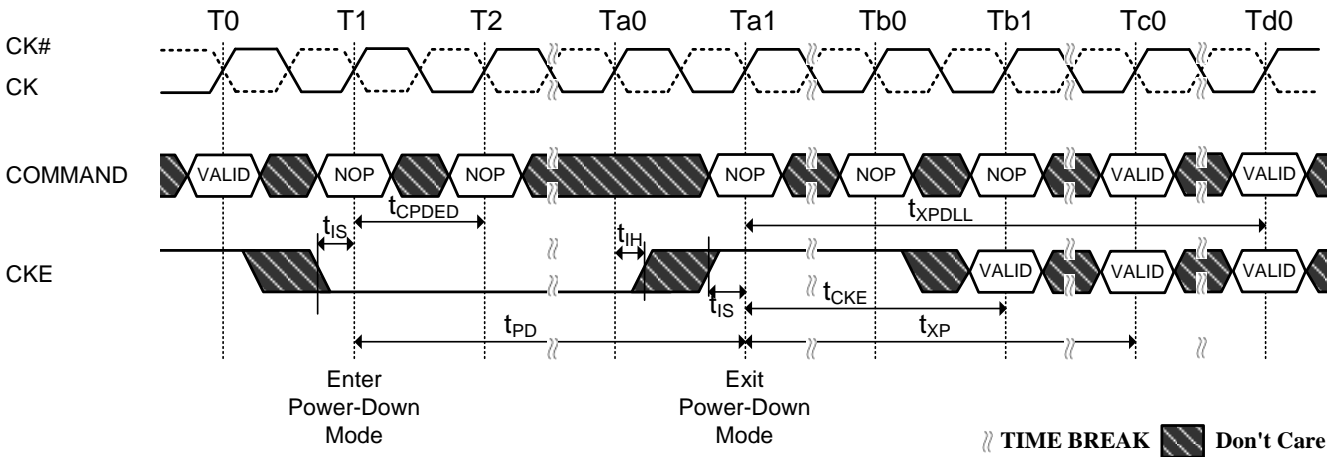 T0 T1 T2 Ta0 Ta1 Tb0 Tb1 Tc0 Td0
CK#
CK
COMMAND VALID NOP NOP NOP NOP NOP VALID VALID
tCPDED tXPDLL
tIS tIH
CKE VALID VALID VALID
tIS tCKE
tPD tXP
Enter Exit
Power-Down Power-Down
Mode Mode
TIME BREAK Don't Care